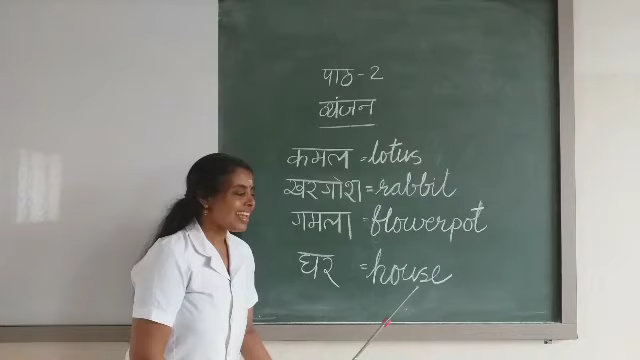 पाठ - 2
व्यंजन
कमल = lotus
खरगोश = rabbit
गमला = flowerpot
घर = house